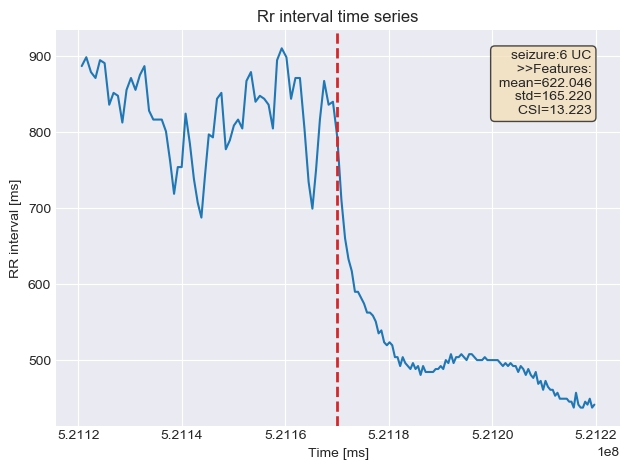 Rr interval time series
seizure:6 UC
>>Features:
mean=622.046
std=165.220
CSI=13.223
RR interval [ms]
900
800
700
600
500
5.2112 5.2114 5.2116 5.2118 5.2120 5.2122
1e8
Time [ms]